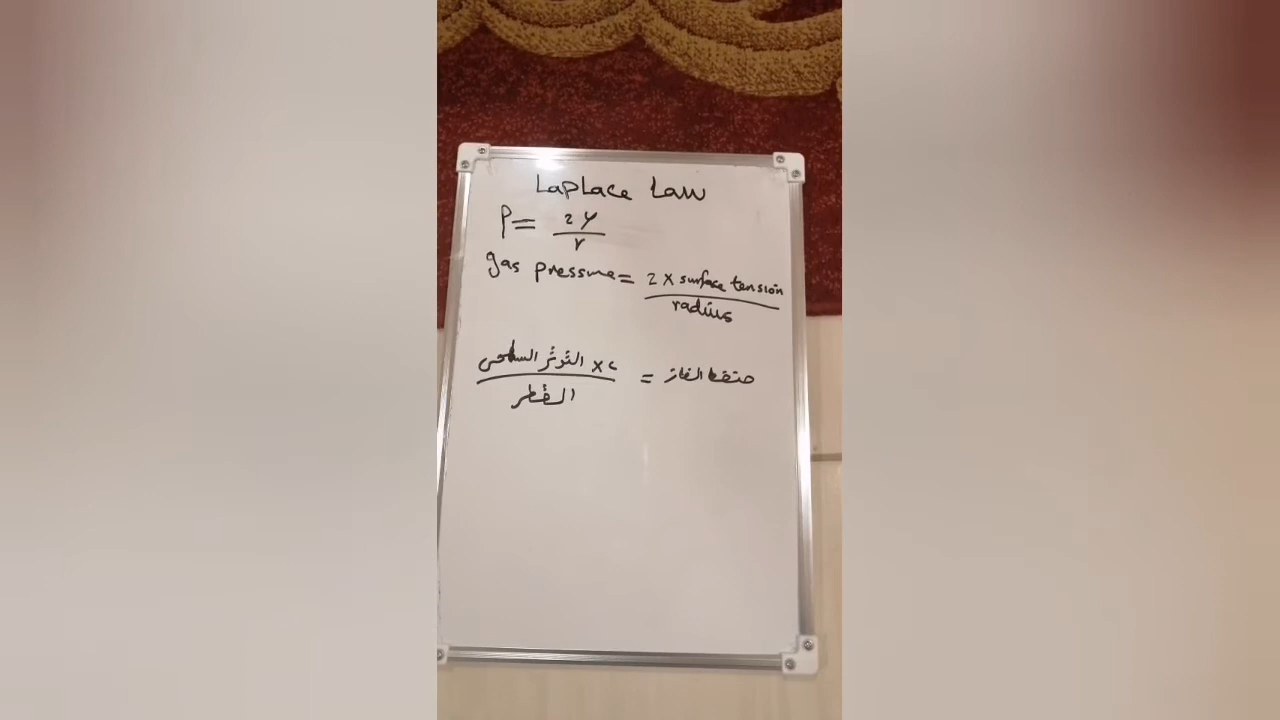 Laplace Law
P = 2γ / r
gas pressure = 2 x surface tension / radius
ضغط الغاز = ٢ x التوتر السطحي / القطر